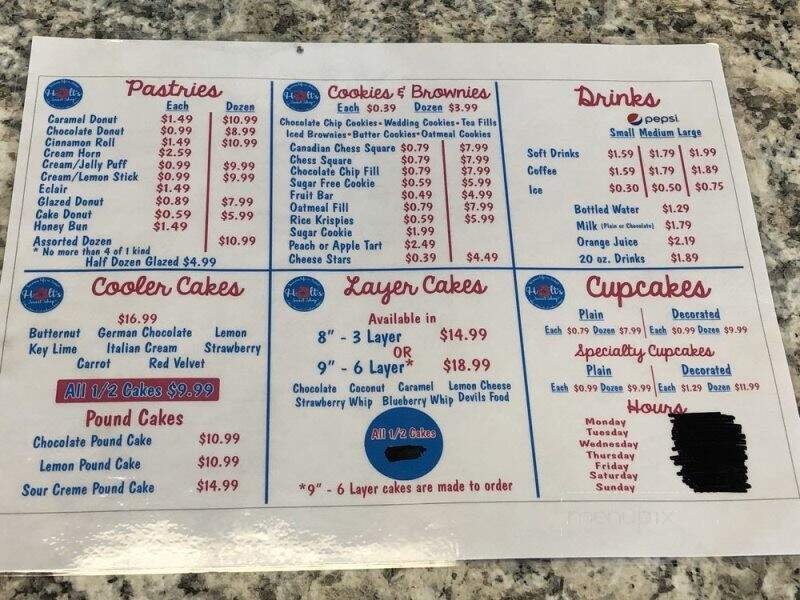 Holt's
Sweet Shop
Pastries
Each Dozen
Caramel Donut $1.49 $10.99
Chocolate Donut $0.99 $8.99
Cinnamon Roll $1.49 $10.99
Cream Horn $2.59
Cream/Jelly Puff $0.99 $9.99
Cream/Lemon Stick $0.99 $9.99
Eclair $1.49
Glazed Donut $0.89 $7.99
Cake Donut $0.59 $5.99
Honey Bun $1.49
Assorted Dozen $10.99
* No more than 4 of 1 kind
Half Dozen Glazed $4.99
Holt's
Sweet Shop
Cookies & Brownies
Each $0.39 Dozen $3.99
Chocolate Chip Cookies • Wedding Cookies • Tea Fills
Iced Brownies • Butter Cookies • Oatmeal Cookies
Canadian Chess Square $0.79 $7.99
Chess Square $0.79 $7.99
Chocolate Chip Fill $0.79 $7.99
Sugar Free Cookie $0.59 $5.99
Fruit Bar $0.49 $4.99
Oatmeal Fill $0.79 $7.99
Rice Krispies $0.59 $5.99
Sugar Cookie $1.99
Peach or Apple Tart $2.49
Cheese Stars $0.39 $4.49
Drinks
pepsi
Small Medium Large
Soft Drinks $1.59 $1.79 $1.99
Coffee $1.59 $1.79 $1.89
Ice $0.30 $0.50 $0.75
Bottled Water $1.29
Milk (Plain or Chocolate) $1.79
Orange Juice $2.19
20 oz. Drinks $1.89
Holt's
Sweet Shop
Cooler Cakes
$16.99
Butternut German Chocolate Lemon
Key Lime Italian Cream Strawberry
Carrot Red Velvet
All 1/2 Cakes $9.99
Pound Cakes
Chocolate Pound Cake $10.99
Lemon Pound Cake $10.99
Sour Creme Pound Cake $14.99
Holt's
Sweet Shop
Layer Cakes
Available in
8" - 3 Layer $14.99
OR
9" - 6 Layer* $18.99
Chocolate Coconut Caramel Lemon Cheese
Strawberry Whip Blueberry Whip Devils Food
All 1/2 Cakes
*9" - 6 Layer cakes are made to order
Holt's
Sweet Shop
Cupcakes
Plain Decorated
Each $0.79 Dozen $7.99 Each $0.99 Dozen $9.99
Specialty Cupcakes
Plain Decorated
Each $0.99 Dozen $9.99 Each $1.29 Dozen $11.99
Hours
Monday
Tuesday
Wednesday
Thursday
Friday
Saturday
Sunday
menupix